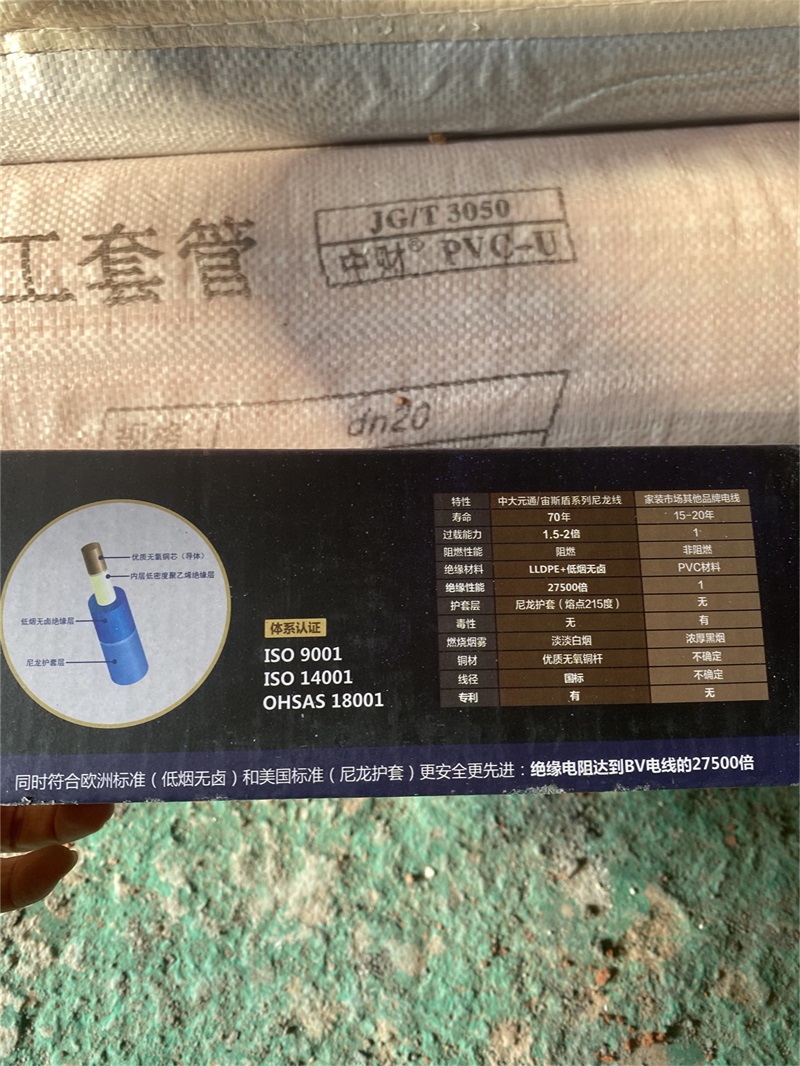 工套管
JG/T 3050
中财® PVC-U
规格
dn20
优质无氧铜芯（导体）
内层低密度聚乙烯绝缘层
低烟无卤绝缘层
尼龙护套层
体系认证
ISO 9001
ISO 14001
OHSAS 18001
特性 中大元通/宙斯盾系列尼龙线 家装市场其他品牌电线
寿命 70年 15-20年
过载能力 1.5-2倍 1
阻燃性能 阻燃 非阻燃
绝缘材料 LLDPE+低烟无卤 PVC材料
绝缘性能 27500倍 1
护套层 尼龙护套（熔点215度） 无
毒性 无 有
燃烧烟雾 淡淡白烟 浓厚黑烟
铜材 优质无氧铜杆 不确定
线径 国标 不确定
专利 有 无
同时符合欧洲标准（低烟无卤）和美国标准（尼龙护套）更安全更先进：绝缘电阻达到BV电线的27500倍